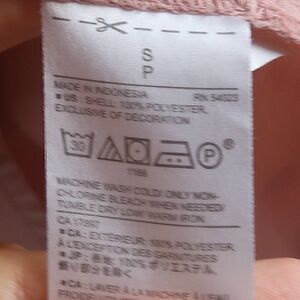 S
P
MADE IN INDONESIA RN 54023
■ US : SHELL: 100% POLYESTER,
EXCLUSIVE OF DECORATION
30 P
MACHINE WASH COLD/ ONLY NON-
CHLORINE BLEACH WHEN NEEDED/
TUMBLE DRY LOW/ WARM IRON
CA 17897
■ CA : EXTÉRIEUR: 100% POLYESTER
À L'EXCEPTION DES GARNITURES
■ JP : 表地 100% ポリエステル
■ CA : LAVER À LA MACHINE À